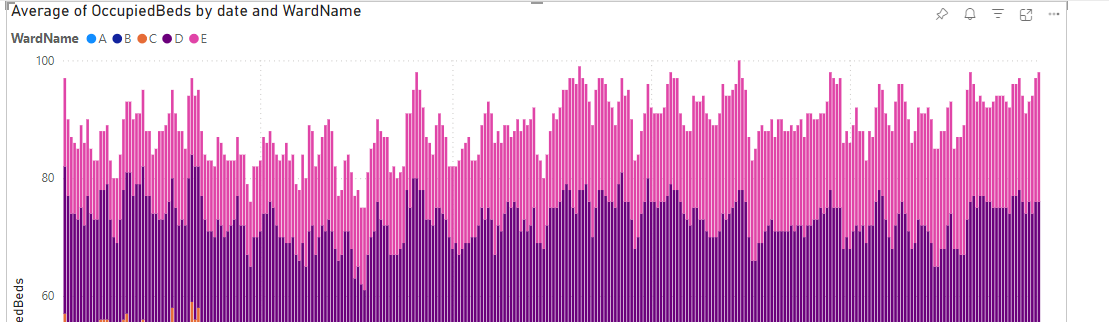 Average of OccupiedBeds by date and WardName
WardName A B C D E
100
80
60
edBeds